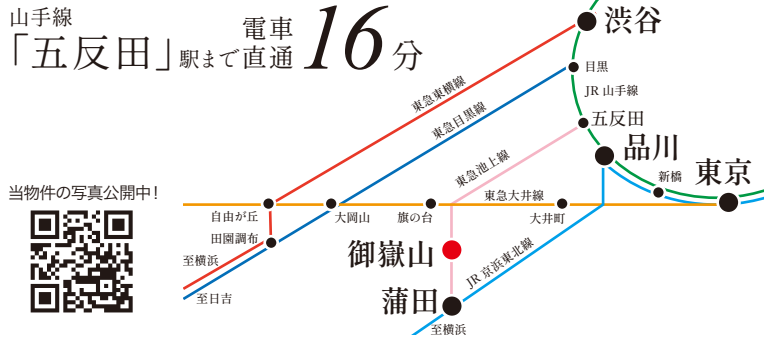 山手線
「五反田」駅まで電車直通16分
渋谷
目黒
JR 山手線
東急東横線
東急目黒線
五反田
品川
東急池上線
新橋
東京
当物件の写真公開中!
東急大井線
自由が丘
大岡山
旗の台
大井町
田園調布
御嶽山
JR 京浜東北線
至横浜
至日吉
蒲田
至横浜